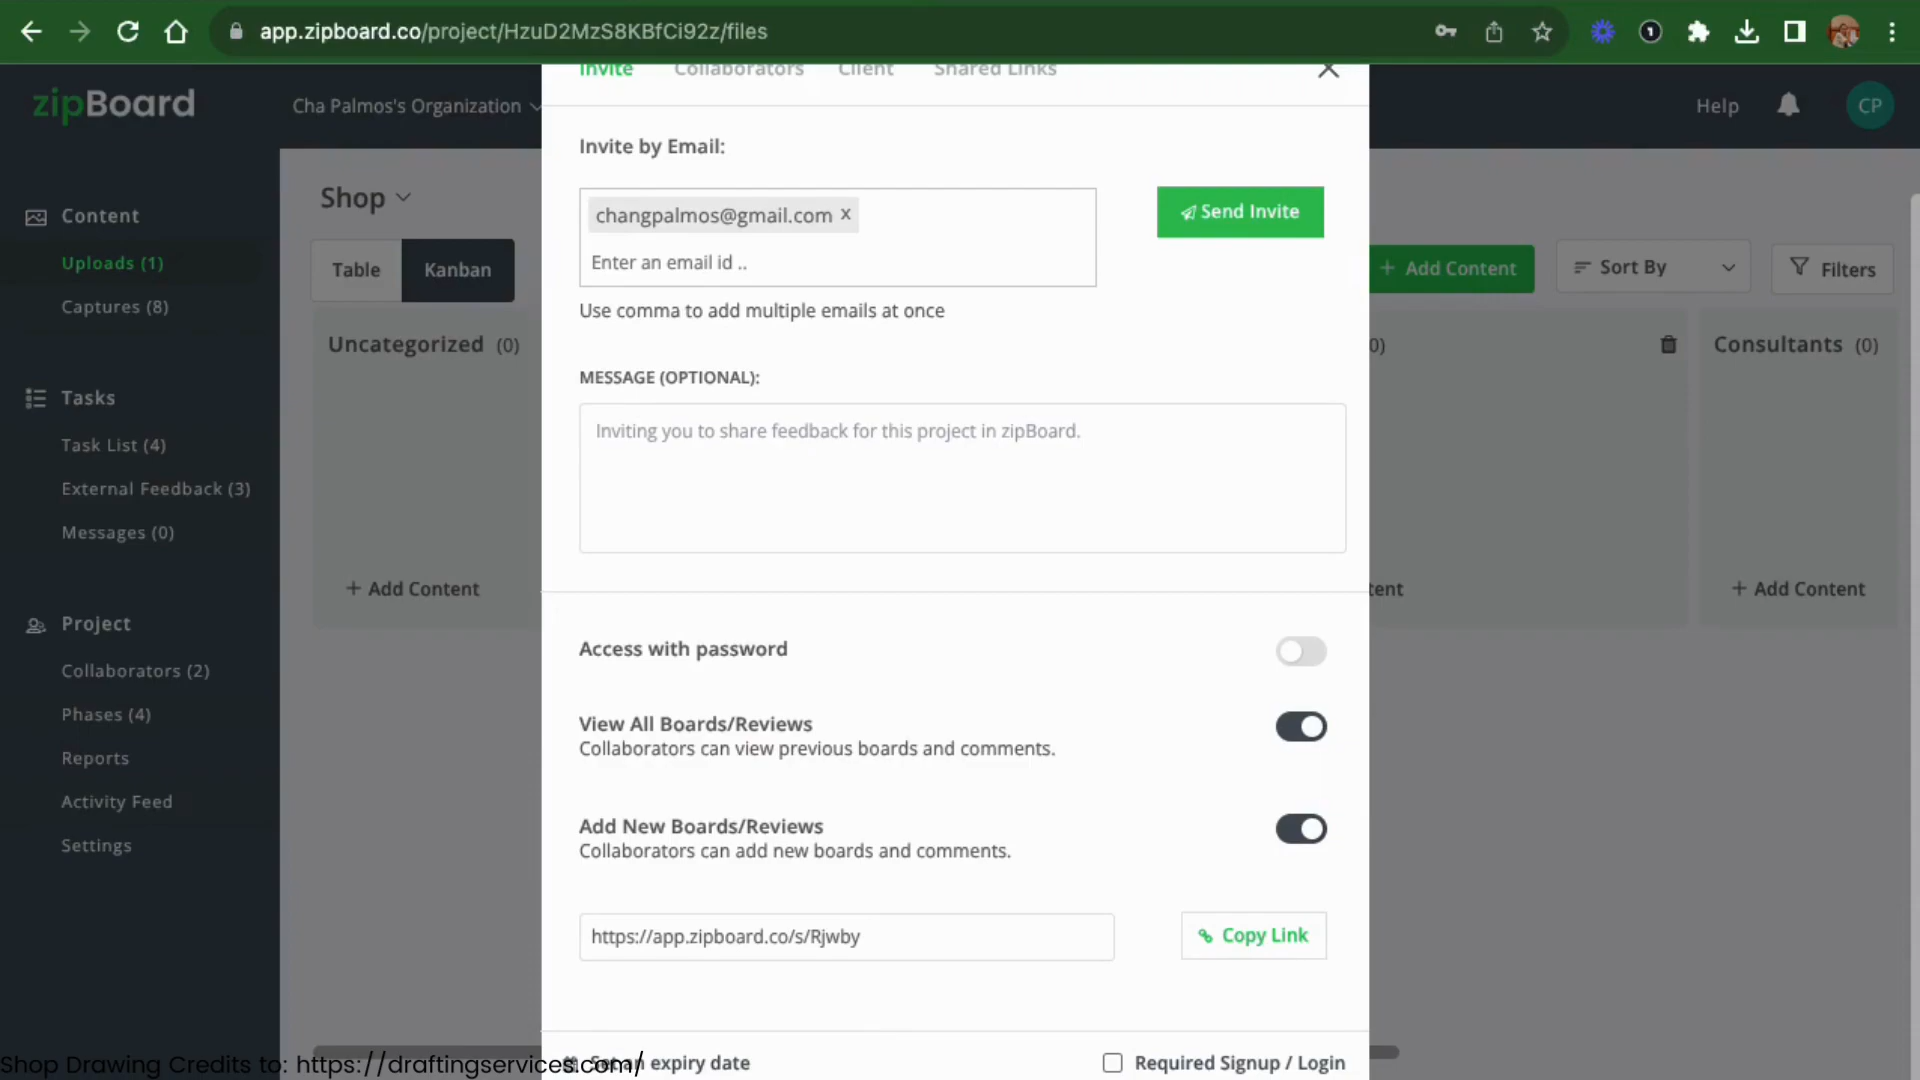 app.zipboard.co/project/HzuD2MzS8KBfCi92z/files
Invite Collaborators Client Shared Links
zipBoard
Cha Palmos's Organization
Help
CP
Content
Uploads (1)
Captures (8)
Tasks
Task List (4)
External Feedback (3)
Messages (0)
Project
Collaborators (2)
Phases (4)
Reports
Activity Feed
Settings
Shop
Table Kanban
Uncategorized (0)
+ Add Content
Invite by Email:
changpalmos@gmail.com x
Enter an email id ..
Send Invite
Use comma to add multiple emails at once
MESSAGE (OPTIONAL):
Inviting you to share feedback for this project in zipBoard.
Access with password
View All Boards/Reviews
Collaborators can view previous boards and comments.
Add New Boards/Reviews
Collaborators can add new boards and comments.
https://app.zipboard.co/s/Rjwby
Copy Link
Set an expiry date
Required Signup / Login
+ Add Content
Sort By
Filters
0)
tent
Consultants (0)
+ Add Content
Shop Drawing Credits to: https://draftingservices.com/